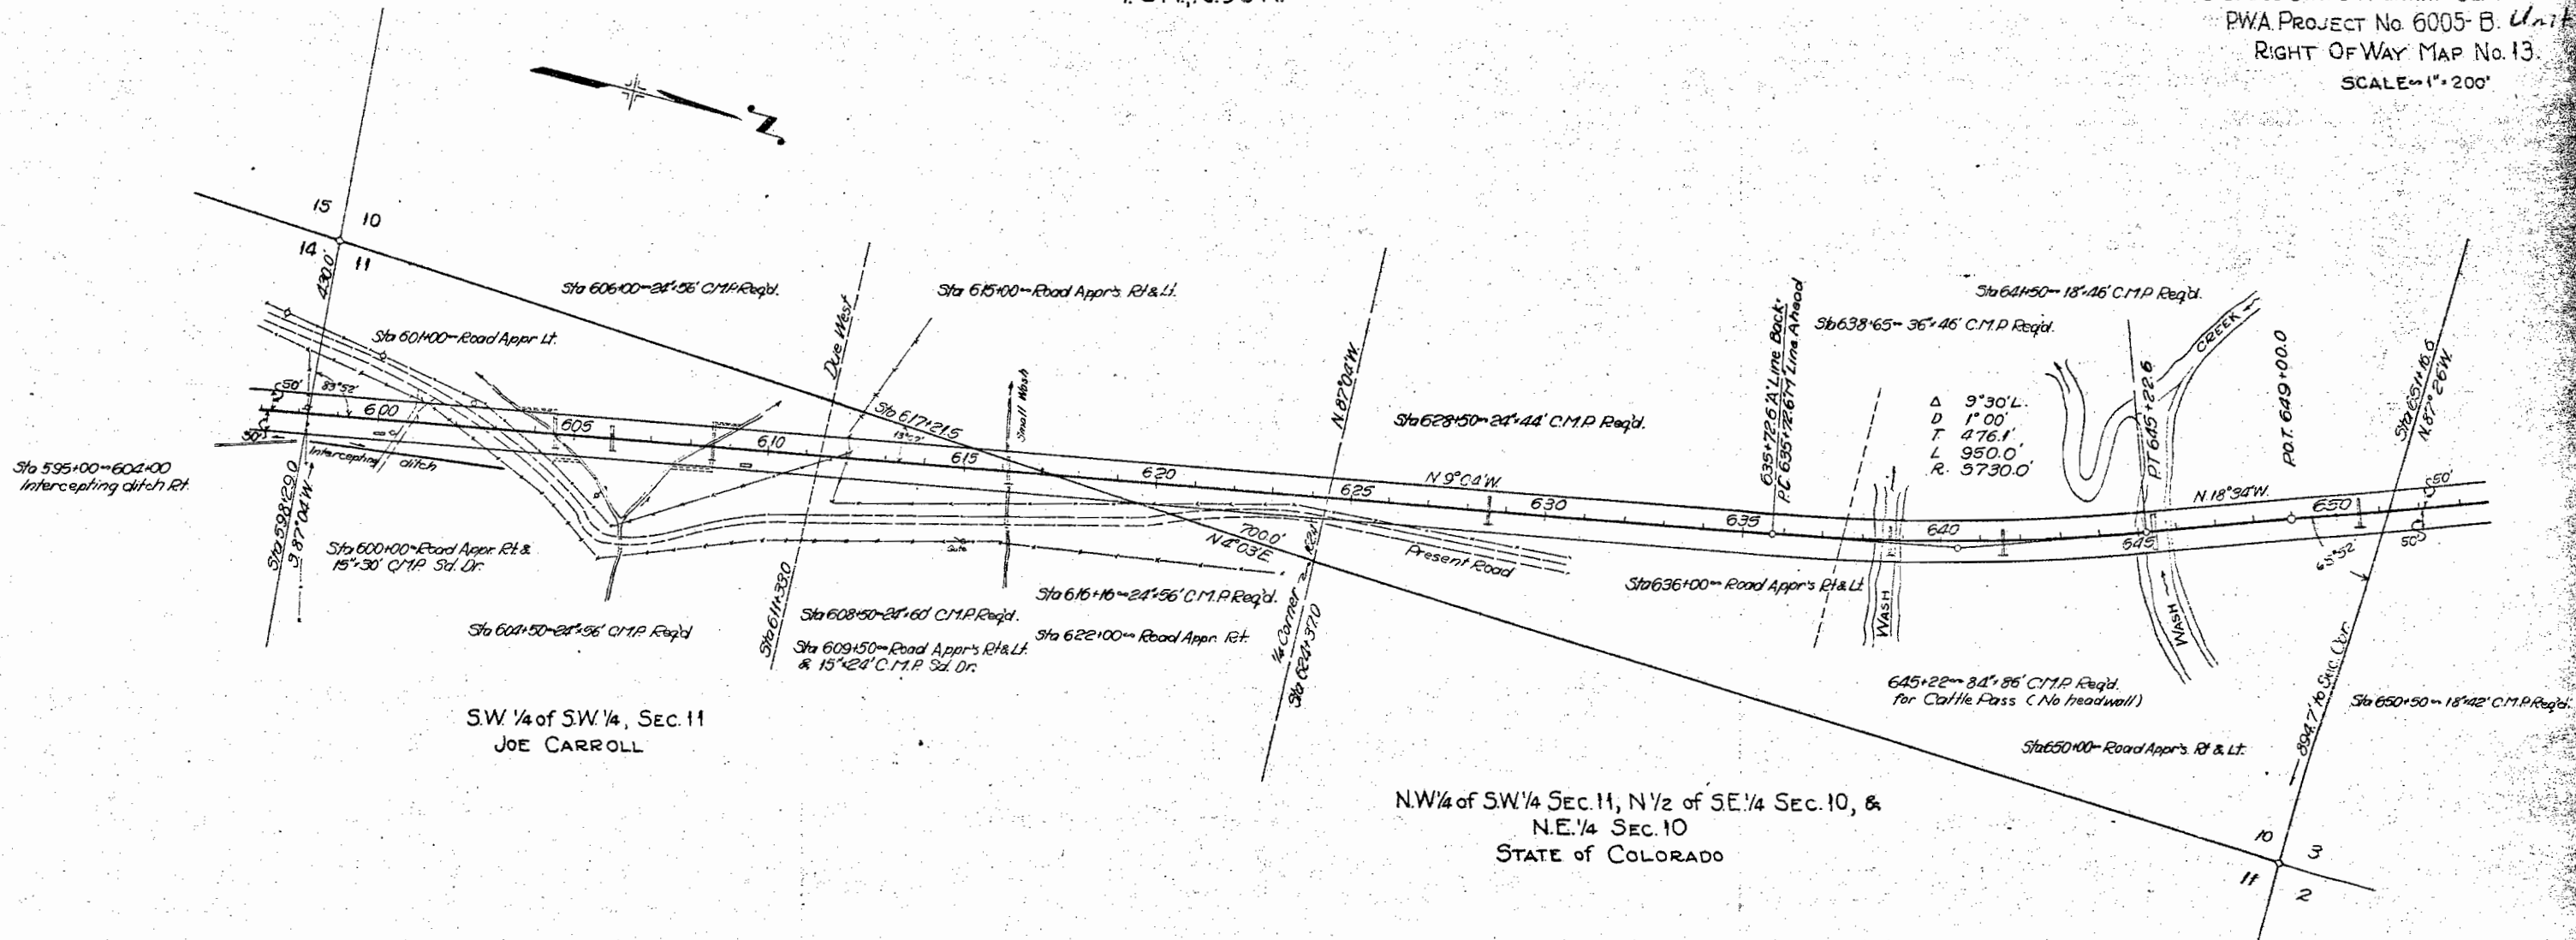 P.W.A. PROJECT No. 6005-B. Unit
RIGHT OF WAY MAP No. 13.
SCALE~1"=200'
15
10
14
11
430.0'
Sta 606+00~24"×56' C.M.P. Req'd.
Sta 615+00~Road Appr's. Rt & Lt.
Due West
Sta 601+00~Road Appr Lt.
Sta 617+21.5
Small Wash
N.87°04'W.
Sta 628+50~24"×44' C.M.P. Req'd.
635+72.6 'A' Line Back
P.C. 635+72.6 'M' Line Ahead
Sta 638+65~36"×46' C.M.P. Req'd.
Sta 641+50~18"×46' C.M.P. Req'd.
CREEK
Δ 9°30'L.
D 1°00'
T. 476.1'
L 950.0'
R. 5730.0'
P.T. 645+22.6
P.O.T. 649+00.0
Sta 651+16.6
N.87°26'W.
50'
83°52'
50'
600
605
610
615
620
625
630
635
640
645
650
N 9°04'W.
N.18°34'W.
50'
50'
Intercepting ditch
Sta 595+00~604+00
Intercepting ditch Rt.
Sta 598+29.0
S.87°04'W.
Sta 600+00~Road Appr Rt &
15"×30' C.M.P. Sd. Dr.
Sta 604+50~24"×56' C.M.P. Req'd
Sta 611+33.0
Gate
Sta 608+50~24"×60' C.M.P. Req'd.
Sta 609+50~Road Appr's Rt & Lt.
& 15"×24' C.M.P. Sd. Dr.
Sta 616+16~24"×56' C.M.P. Req'd.
Sta 622+00~Road Appr. Rt.
700.0'
N 4°03'E
1/4 Corner
Sta 624+37.0
Present Road
Sta 636+00~Road Appr's Rt & Lt
WASH
WASH
645+22~84"×86' C.M.P. Req'd.
for Cattle Pass (No headwall)
Sta 650+00~Road Appr's. Rt & Lt.
894.7' to Sec. Cor.
Sta 650+50~18"×42' C.M.P. Req'd.
S.W. 1/4 of S.W. 1/4, SEC. 11
JOE CARROLL
N.W. 1/4 of S.W. 1/4 SEC. 11, N 1/2 of S.E. 1/4 SEC. 10, &
N.E. 1/4 SEC. 10
STATE of COLORADO
10
3
11
2